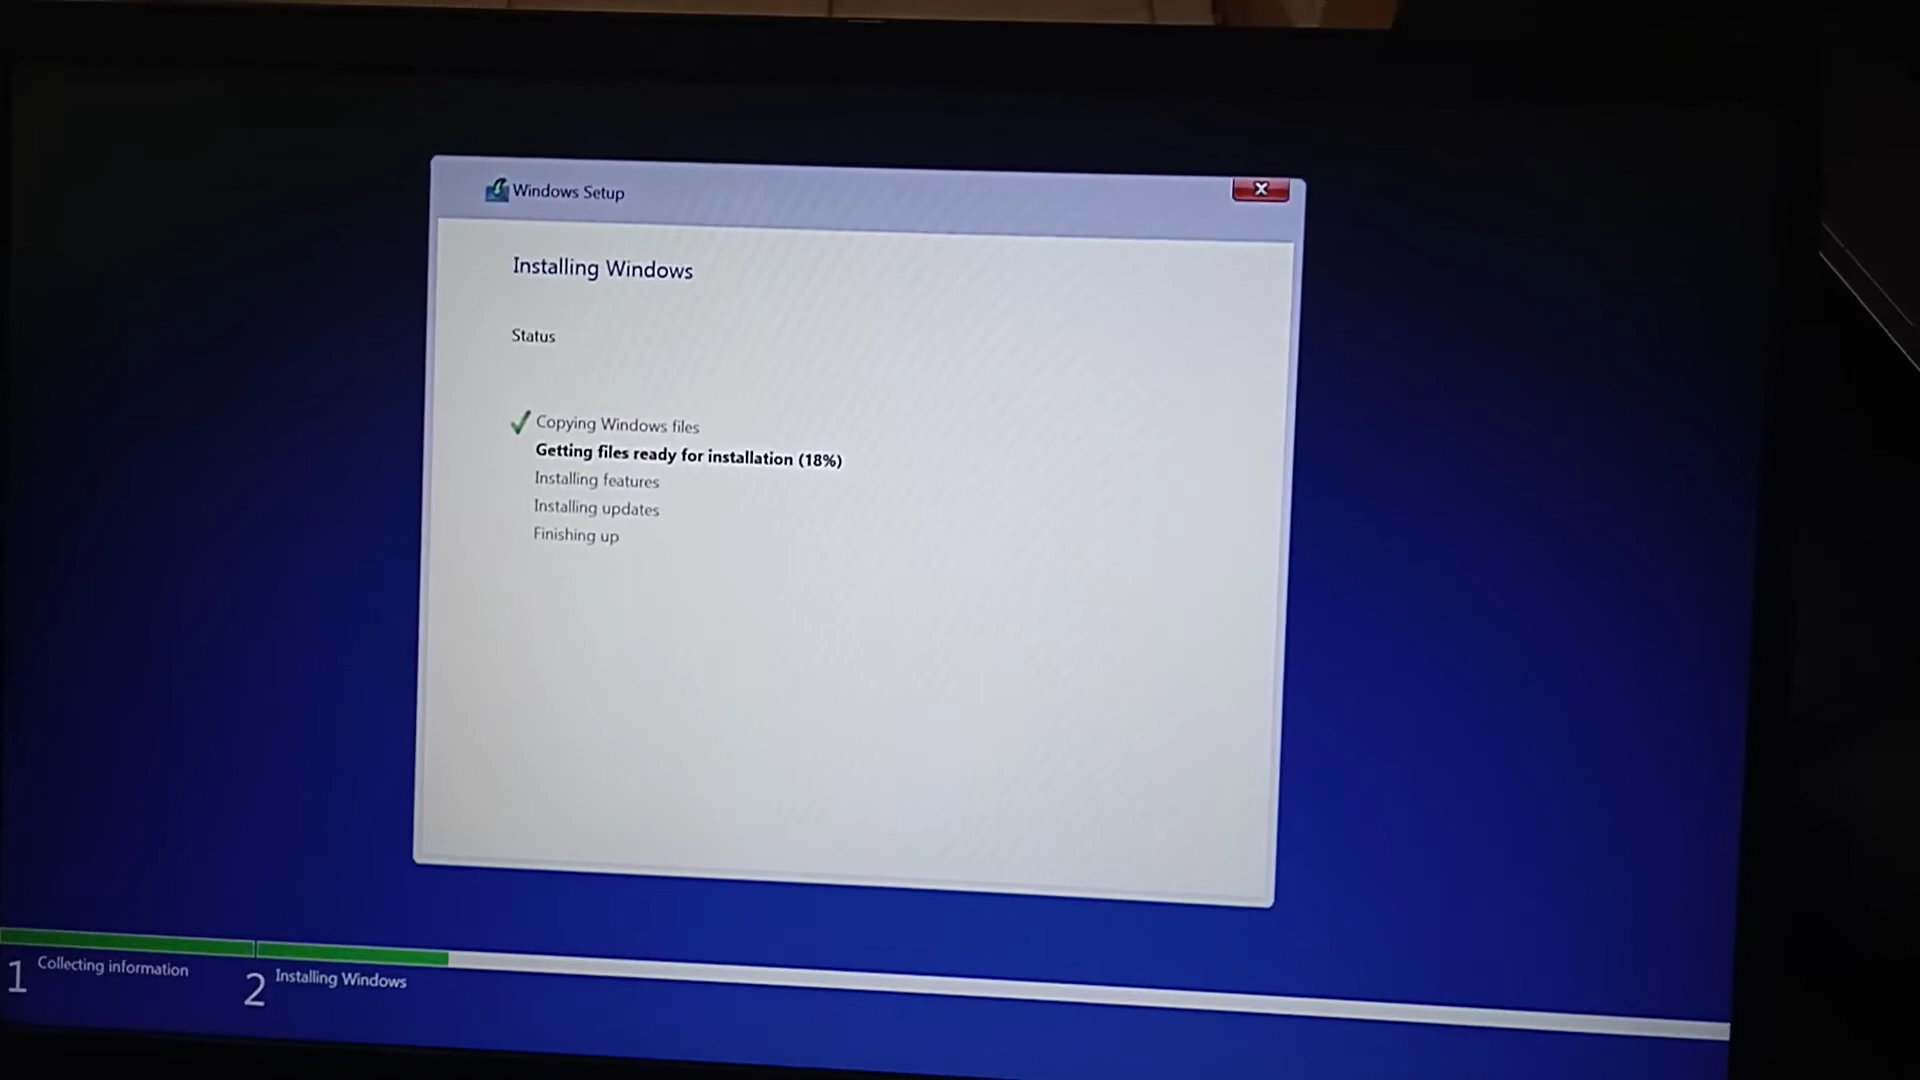 Windows Setup
Installing Windows
Status
Copying Windows files
Getting files ready for installation (18%)
Installing features
Installing updates
Finishing up
1 Collecting information
2 Installing Windows